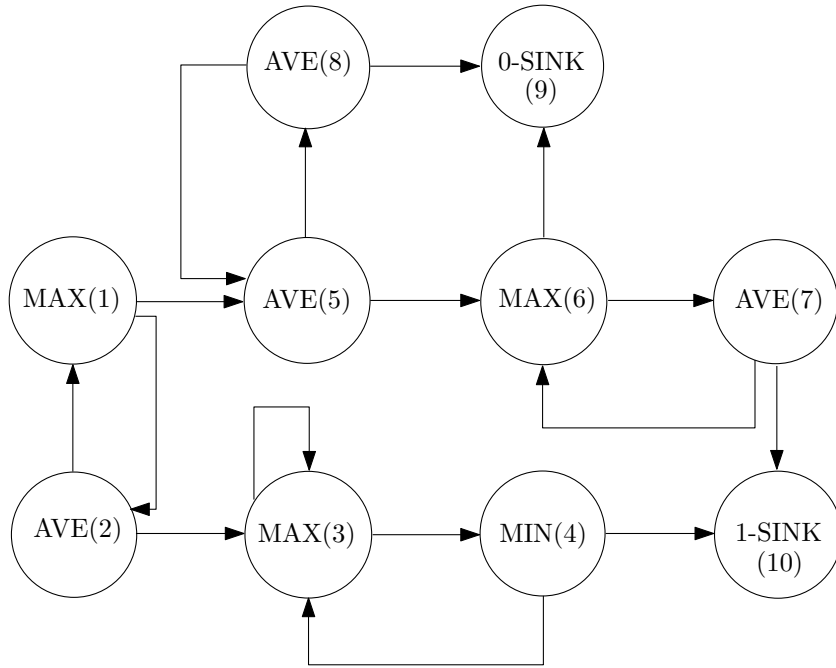 AVE(8)
0-SINK
(9)
MAX(1)
AVE(5)
MAX(6)
AVE(7)
AVE(2)
MAX(3)
MIN(4)
1-SINK
(10)